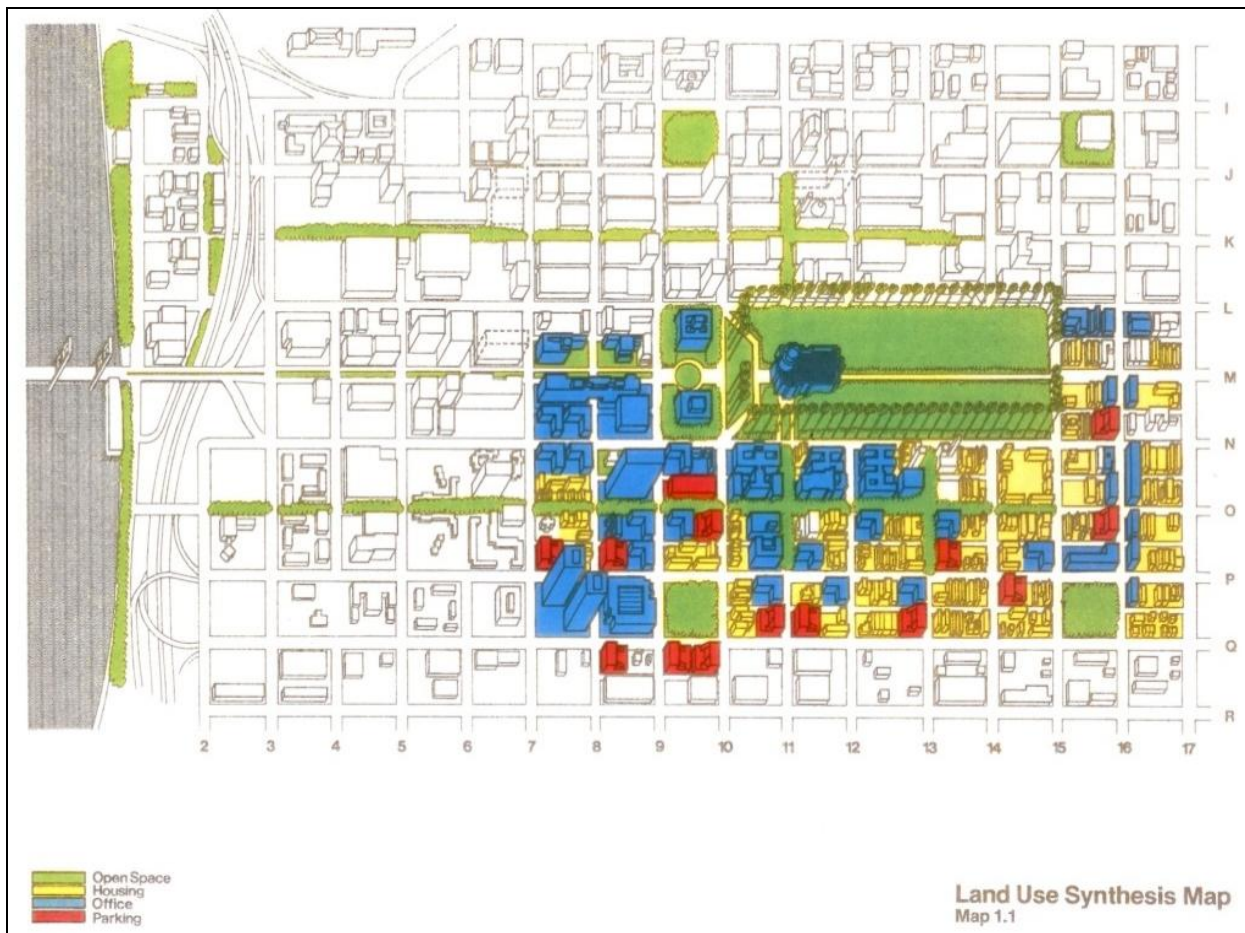 I
J
K
L
M
N
O
P
Q
R
2 3 4 5 6 7 8 9 10 11 12 13 14 15 16 17
Open Space
Housing
Office
Parking
Land Use Synthesis Map
Map 1.1